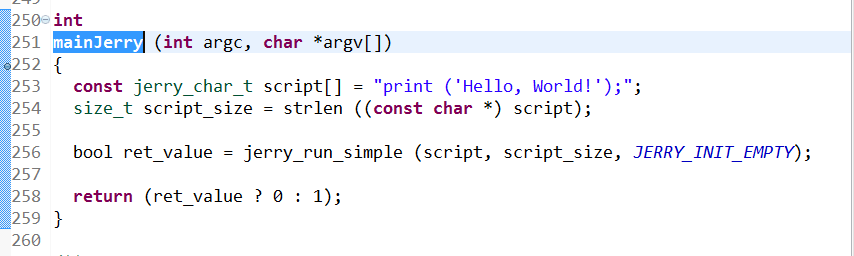 250 int
251 mainJerry (int argc, char *argv[])
252 {
253   const jerry_char_t script[] = "print ('Hello, World!');";
254   size_t script_size = strlen ((const char *) script);
255
256   bool ret_value = jerry_run_simple (script, script_size, JERRY_INIT_EMPTY);
257
258   return (ret_value ? 0 : 1);
259 }
260